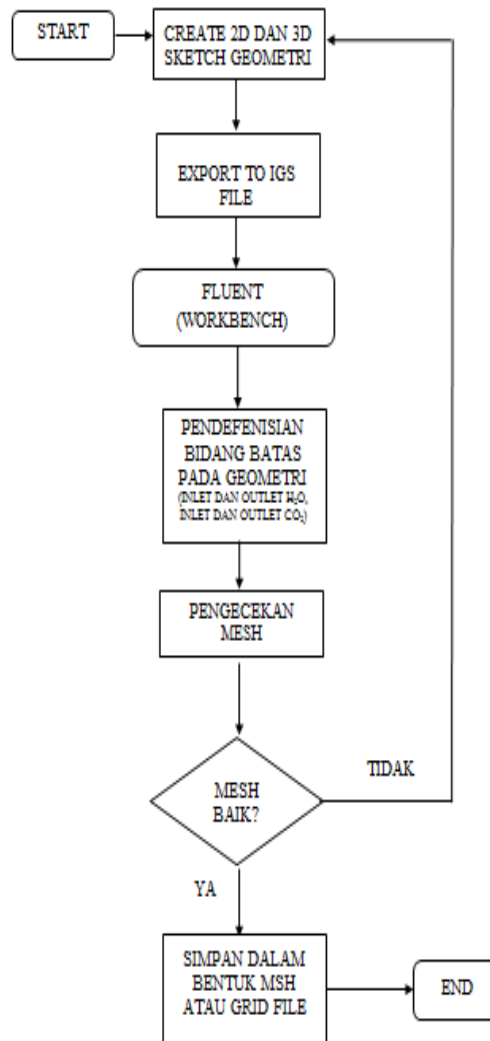 START
CREATE 2D DAN 3D
SKETCH GEOMETRI
EXPORT TO IGS
FILE
FLUENT
(WORKBENCH)
PENDEFENISIAN
BIDANG BATAS
PADA GEOMETRI
(INLET DAN OUTLET H₂O,
INLET DAN OUTLET CO₂)
PENGECEKAN
MESH
MESH
BAIK?
TIDAK
YA
SIMPAN DALAM
BENTUK MSH
ATAU GRID FILE
END